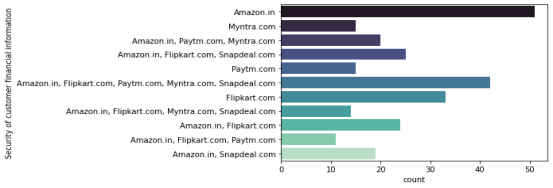 Security of customer financial information
Amazon.in
Myntra.com
Amazon.in, Paytm.com, Myntra.com
Amazon.in, Flipkart.com, Snapdeal.com
Paytm.com
Amazon.in, Flipkart.com, Paytm.com, Myntra.com, Snapdeal.com
Flipkart.com
Amazon.in, Flipkart.com, Myntra.com, Snapdeal.com
Amazon.in, Flipkart.com
Amazon.in, Flipkart.com, Paytm.com
Amazon.in, Snapdeal.com
0 10 20 30 40 50
count